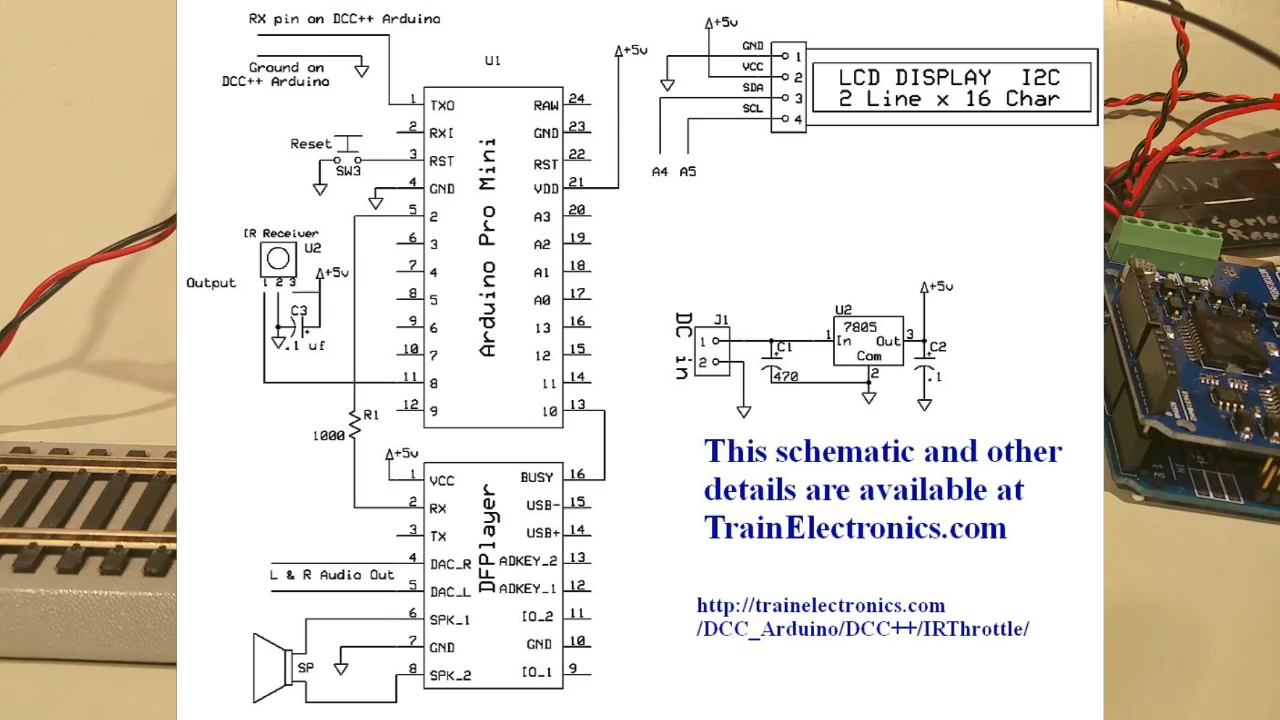 RX pin on DCC++ Arduino
Ground on
DCC++ Arduino
U1
+5v
+5v
GND 1
VCC 2
SDA 3
SCL 4
LCD DISPLAY I2C
2 Line x 16 Char
A4 A5
Reset
SW3
IR Receiver
U2
1 2 3
+5v
Output
C3
.1 uf
Arduino Pro Mini
1 TXO
2 RXI
3 RST
4 GND
5 2
6 3
7 4
8 5
9 6
10 7
11 8
12 9
RAW 24
GND 23
RST 22
VDD 21
A3 20
A2 19
A1 18
A0 17
13 16
12 15
11 14
10 13
R1
1000
+5v
DFPlayer
1 VCC
2 RX
3 TX
4 DAC_R
5 DAC_L
6 SPK_1
7 GND
8 SPK_2
BUSY 16
USB- 15
USB+ 14
ADKEY_2 13
ADKEY_1 12
IO_2 11
GND 10
IO_1 9
L & R Audio Out
SP
DC in
J1
1
2
C1
470
U2
7805
1 In Out 3
Com
2
+5v
C2
.1
This schematic and other
details are available at
TrainElectronics.com
http://trainelectronics.com
/DCC_Arduino/DCC++/IRThrottle/